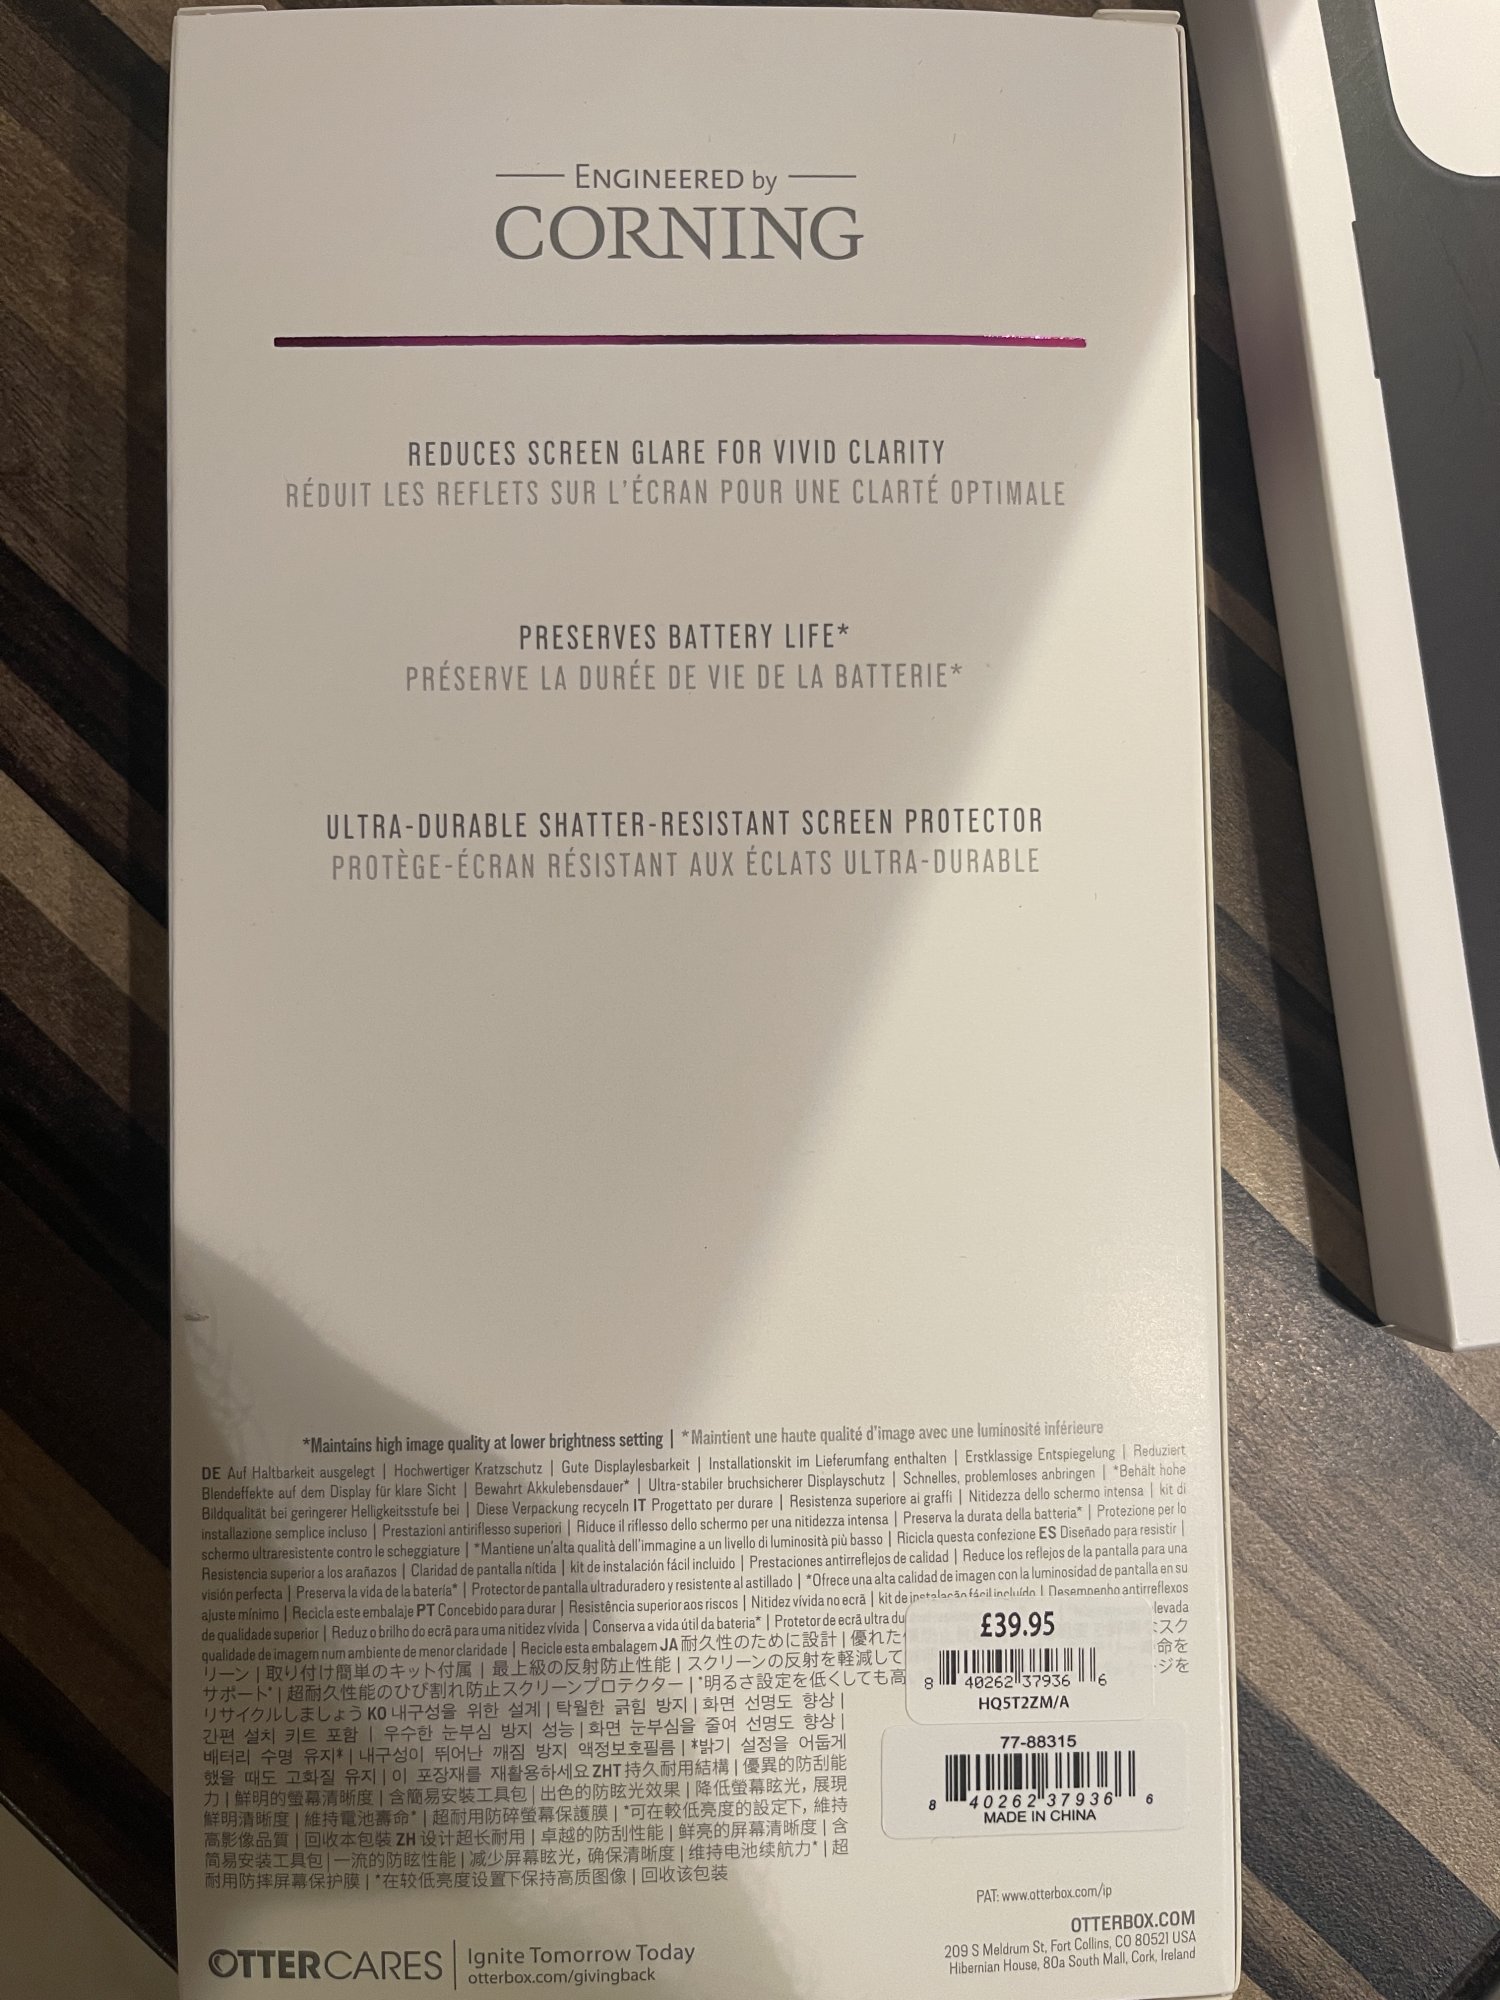 ENGINEERED by
CORNING
REDUCES SCREEN GLARE FOR VIVID CLARITY
RÉDUIT LES REFLETS SUR L'ÉCRAN POUR UNE CLARTÉ OPTIMALE
PRESERVES BATTERY LIFE*
PRÉSERVE LA DURÉE DE VIE DE LA BATTERIE*
ULTRA-DURABLE SHATTER-RESISTANT SCREEN PROTECTOR
PROTÈGE-ÉCRAN RÉSISTANT AUX ÉCLATS ULTRA-DURABLE
*Maintains high image quality at lower brightness setting | *Maintient une haute qualité d'image avec une luminosité inférieure
DE Auf Haltbarkeit ausgelegt | Hochwertiger Kratzschutz | Gute Displaylesbarkeit | Installationskit im Lieferumfang enthalten | Erstklassige Entspiegelung | Reduziert
Blendeffekte auf dem Display für klare Sicht | Bewahrt Akkulebensdauer* | Ultra-stabiler bruchsicherer Displayschutz | Schnelles, problemloses anbringen | *Behält hohe
Bildqualität bei geringerer Helligkeitsstufe bei | Diese Verpackung recyceln IT Progettato per durare | Resistenza superiore ai graffi | Nitidezza dello schermo intensa | kit di
installazione semplice incluso | Prestazioni antiriflesso superiori | Riduce il riflesso dello schermo per una nitidezza intensa | Preserva la durata della batteria* | Protezione per lo
schermo ultraresistente contro le scheggiature | *Mantiene un'alta qualità dell'immagine a un livello di luminosità più basso | Ricicla questa confezione ES Diseñado para resistir |
Resistencia superior a los arañazos | Claridad de pantalla nítida | kit de instalación fácil incluido | Prestaciones antirreflejos de calidad | Reduce los reflejos de la pantalla para una
visión perfecta | Preserva la vida de la batería* | Protector de pantalla ultraduradero y resistente al astillado | *Ofrece una alta calidad de imagen con la luminosidad de pantalla en su
ajuste mínimo | Recicla este embalaje PT Concebido para durar | Resistência superior aos riscos | Nitidez vívida no ecrã | kit de instalação fácil incluído | Desempenho antirreflexos
de qualidade superior | Reduz o brilho do ecrã para uma nitidez vívida | Conserva a vida útil da bateria* | Protetor de ecrã ultra du levada
qualidade de imagem num ambiente de menor claridade | Recicle esta embalagem JA 耐久性のために設計 | 優れた スク
リーン | 取り付け簡単のキット付属 | 最上級の反射防止性能 | スクリーンの反射を軽減して 命を
サポート* | 超耐久性能のひび割れ防止スクリーンプロテクター | *明るさ設定を低くしても高 ージを
リサイクルしましょう KO 내구성을 위한 설계 | 탁월한 긁힘 방지 | 화면 선명도 향상 |
간편 설치 키트 포함 | 우수한 눈부심 방지 성능 | 화면 눈부심을 줄여 선명도 향상 |
배터리 수명 유지* | 내구성이 뛰어난 깨짐 방지 액정보호필름 | *밝기 설정을 어둡게
했을 때도 고화질 유지 | 이 포장재를 재활용하세요 ZHT 持久耐用結構 | 優異的防刮能
力 | 鮮明的螢幕清晰度 | 含簡易安裝工具包 | 出色的防眩光效果 | 降低螢幕眩光，展現
鮮明清晰度 | 維持電池壽命* | 超耐用防碎螢幕保護膜 | *可在較低亮度的設定下，維持
高影像品質 | 回收本包裝 ZH 设计超长耐用 | 卓越的防刮性能 | 鲜亮的屏幕清晰度 | 含
简易安装工具包 | 一流的防眩性能 | 减少屏幕眩光，确保清晰度 | 维持电池续航力* | 超
耐用防摔屏幕保护膜 | *在较低亮度设置下保持高质图像 | 回收该包装
£39.95
8 40262 37936 6
HQ5T2ZM/A
77-88315
8 40262 37936 6
MADE IN CHINA
PAT: www.otterbox.com/ip
OTTERBOX.COM
209 S Meldrum St, Fort Collins, CO 80521 USA
Hibernian House, 80a South Mall, Cork, Ireland
OTTERCARES
Ignite Tomorrow Today
otterbox.com/givingback